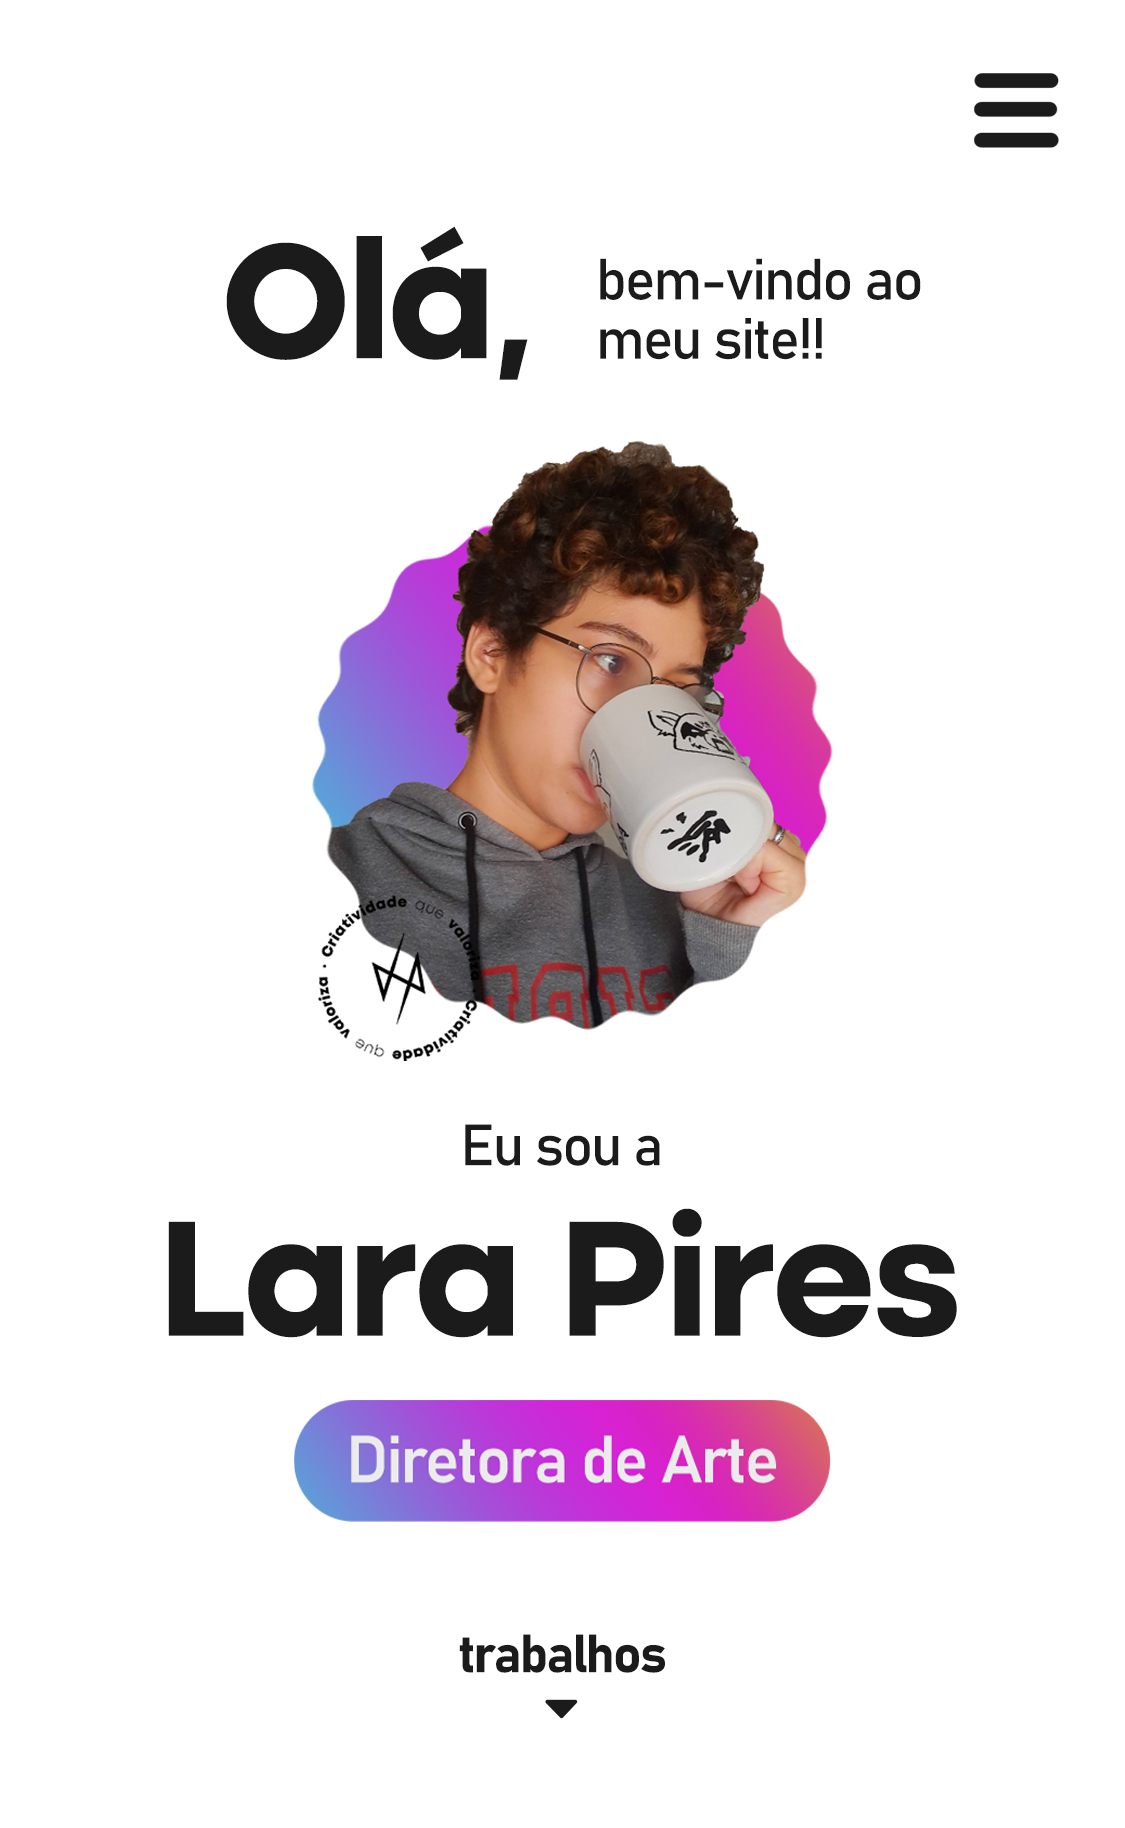 Olá,
bem-vindo ao
meu site!!
Criatividade que valoriza · Criatividade que valoriza ·
Eu sou a
Lara Pires
Diretora de Arte
trabalhos